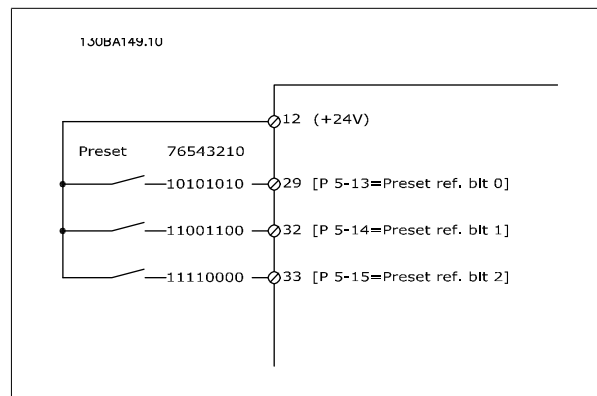 130BA149.10
12 (+24V)
Preset 76543210
10101010 29 [P 5-13=Preset ref. bit 0]
11001100 32 [P 5-14=Preset ref. bit 1]
11110000 33 [P 5-15=Preset ref. bit 2]